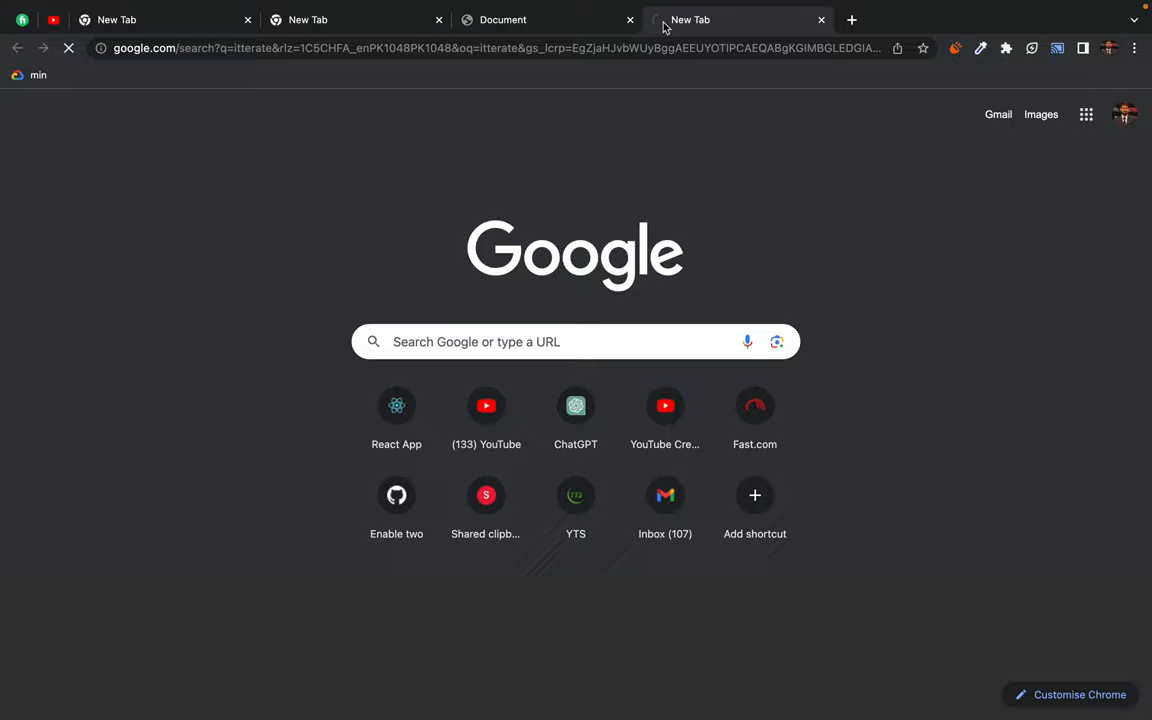 New Tab
New Tab
Document
New Tab
google.com/search?q=itterate&rlz=1C5CHFA_enPK1048PK1048&oq=itterate&gs_lcrp=EgZjaHJvbWUyBggAEEUYOTIPCAEQABgKGIMBGLEDGIA...
min
Gmail Images
Google
Search Google or type a URL
React App (133) YouTube ChatGPT YouTube Cre... Fast.com
S YTS
Enable two Shared clipb... YTS Inbox (107) Add shortcut
Customise Chrome